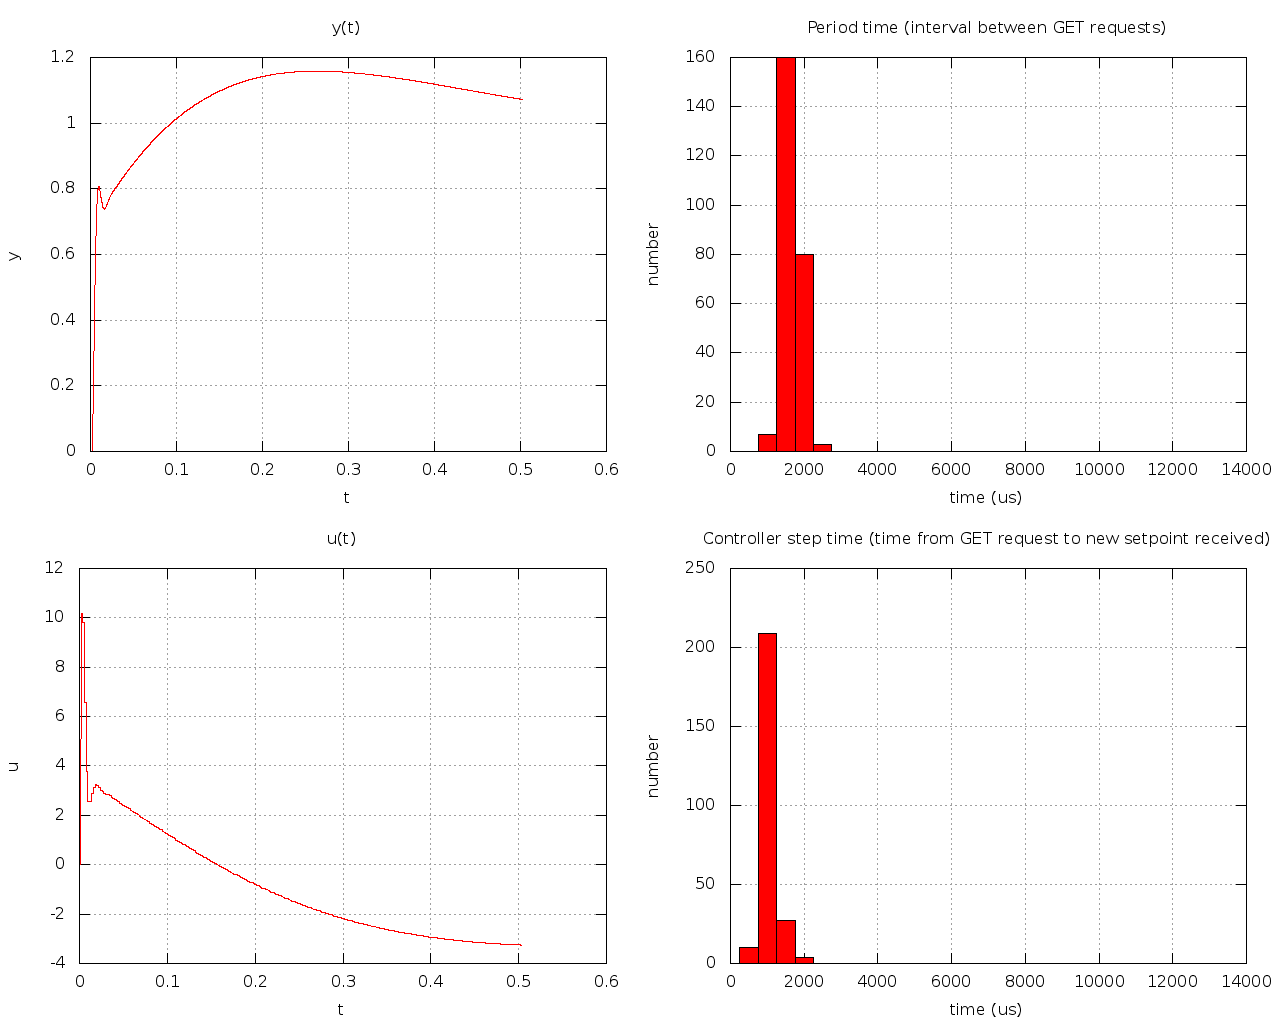 y(t)
1.2
1
0.8
0.6
0.4
0.2
0
y
0 0.1 0.2 0.3 0.4 0.5 0.6
t
Period time (interval between GET requests)
160
140
120
100
80
60
40
20
0
number
0 2000 4000 6000 8000 10000 12000 14000
time (us)
u(t)
12
10
8
6
4
2
0
-2
-4
u
0 0.1 0.2 0.3 0.4 0.5 0.6
t
Controller step time (time from GET request to new setpoint received)
250
200
150
100
50
0
number
0 2000 4000 6000 8000 10000 12000 14000
time (us)